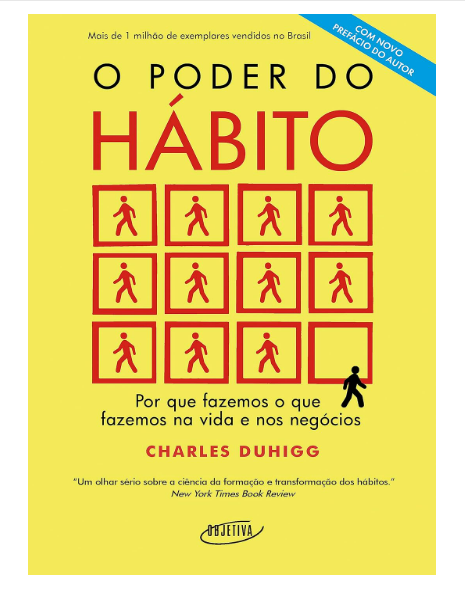 Mais de 1 milhão de exemplares vendidos no Brasil
COM NOVO
PREFÁCIO DO AUTOR
O PODER DO
HÁBITO
Por que fazemos o que
fazemos na vida e nos negócios
CHARLES DUHIGG
“Um olhar sério sobre a ciência da formação e transformação dos hábitos.”
New York Times Book Review
OBJETIVA